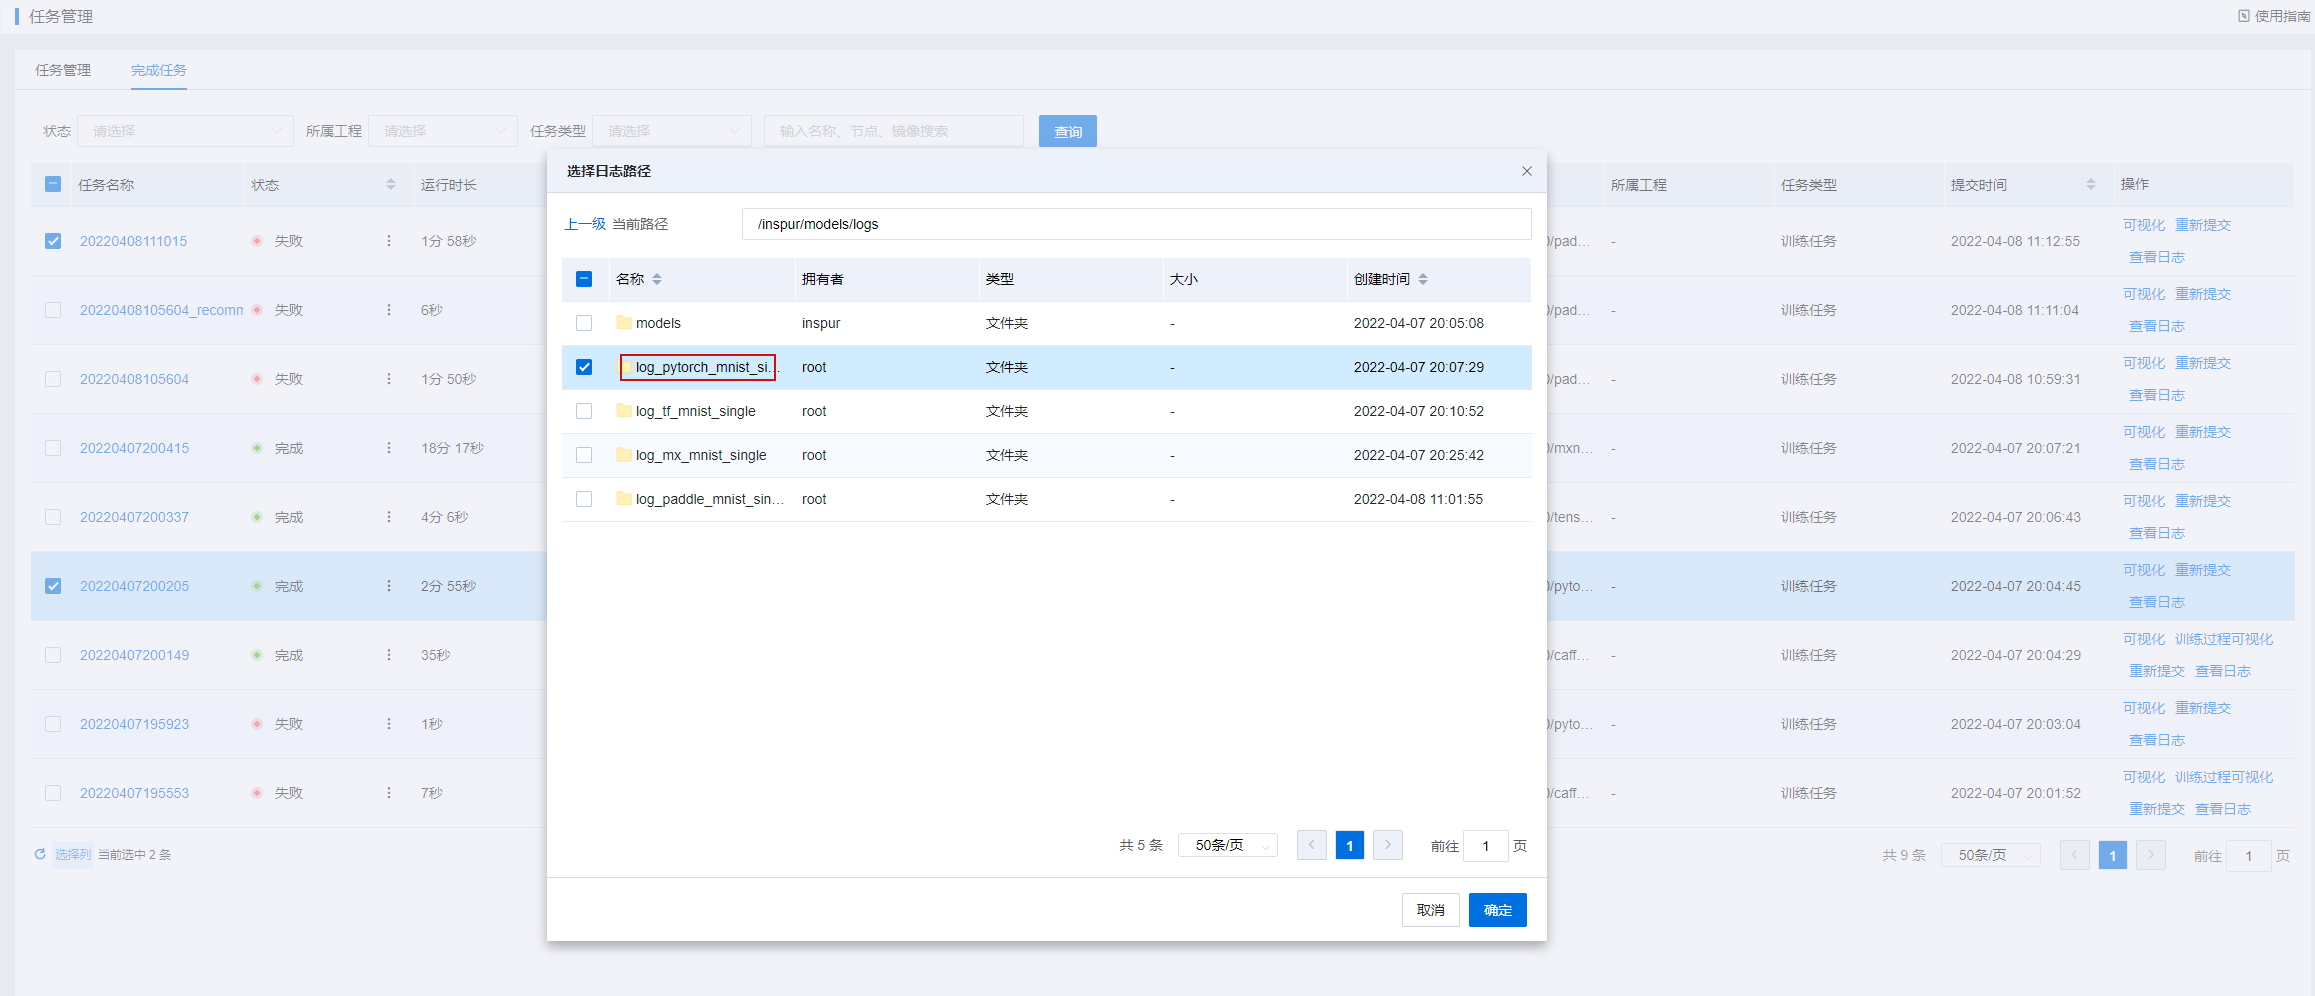 任务管理
使用指南
任务管理 完成任务
状态 请选择 所属工程 请选择 任务类型 请选择 输入名称、节点、镜像搜索 查询
任务名称 状态 运行时长 所属工程 任务类型 提交时间 操作
20220408111015 失败 1分 58秒 /pad... - 训练任务 2022-04-08 11:12:55 可视化 重新提交
查看日志
20220408105604_recomm 失败 6秒 /pad... - 训练任务 2022-04-08 11:11:04 可视化 重新提交
查看日志
20220408105604 失败 1分 50秒 /pad... - 训练任务 2022-04-08 10:59:31 可视化 重新提交
查看日志
20220407200415 完成 18分 17秒 /mxn... - 训练任务 2022-04-07 20:07:21 可视化 重新提交
查看日志
20220407200337 完成 4分 6秒 /tens... - 训练任务 2022-04-07 20:06:43 可视化 重新提交
查看日志
20220407200205 完成 2分 55秒 /pyto... - 训练任务 2022-04-07 20:04:45 可视化 重新提交
查看日志
20220407200149 完成 35秒 /caff... - 训练任务 2022-04-07 20:04:29 可视化 训练过程可视化
重新提交 查看日志
20220407195923 失败 1秒 /pyto... - 训练任务 2022-04-07 20:03:04 可视化 重新提交
查看日志
20220407195553 失败 7秒 /caff... - 训练任务 2022-04-07 20:01:52 可视化 训练过程可视化
重新提交 查看日志
选择列 当前选中 2 条 共 9 条 50条/页 1 前往 1 页
选择日志路径
上一级 当前路径 /inspur/models/logs
名称 拥有者 类型 大小 创建时间
models inspur 文件夹 - 2022-04-07 20:05:08
log_pytorch_mnist_si... root 文件夹 - 2022-04-07 20:07:29
log_tf_mnist_single root 文件夹 - 2022-04-07 20:10:52
log_mx_mnist_single root 文件夹 - 2022-04-07 20:25:42
log_paddle_mnist_sin... root 文件夹 - 2022-04-08 11:01:55
共 5 条 50条/页 1 前往 1 页
取消 确定